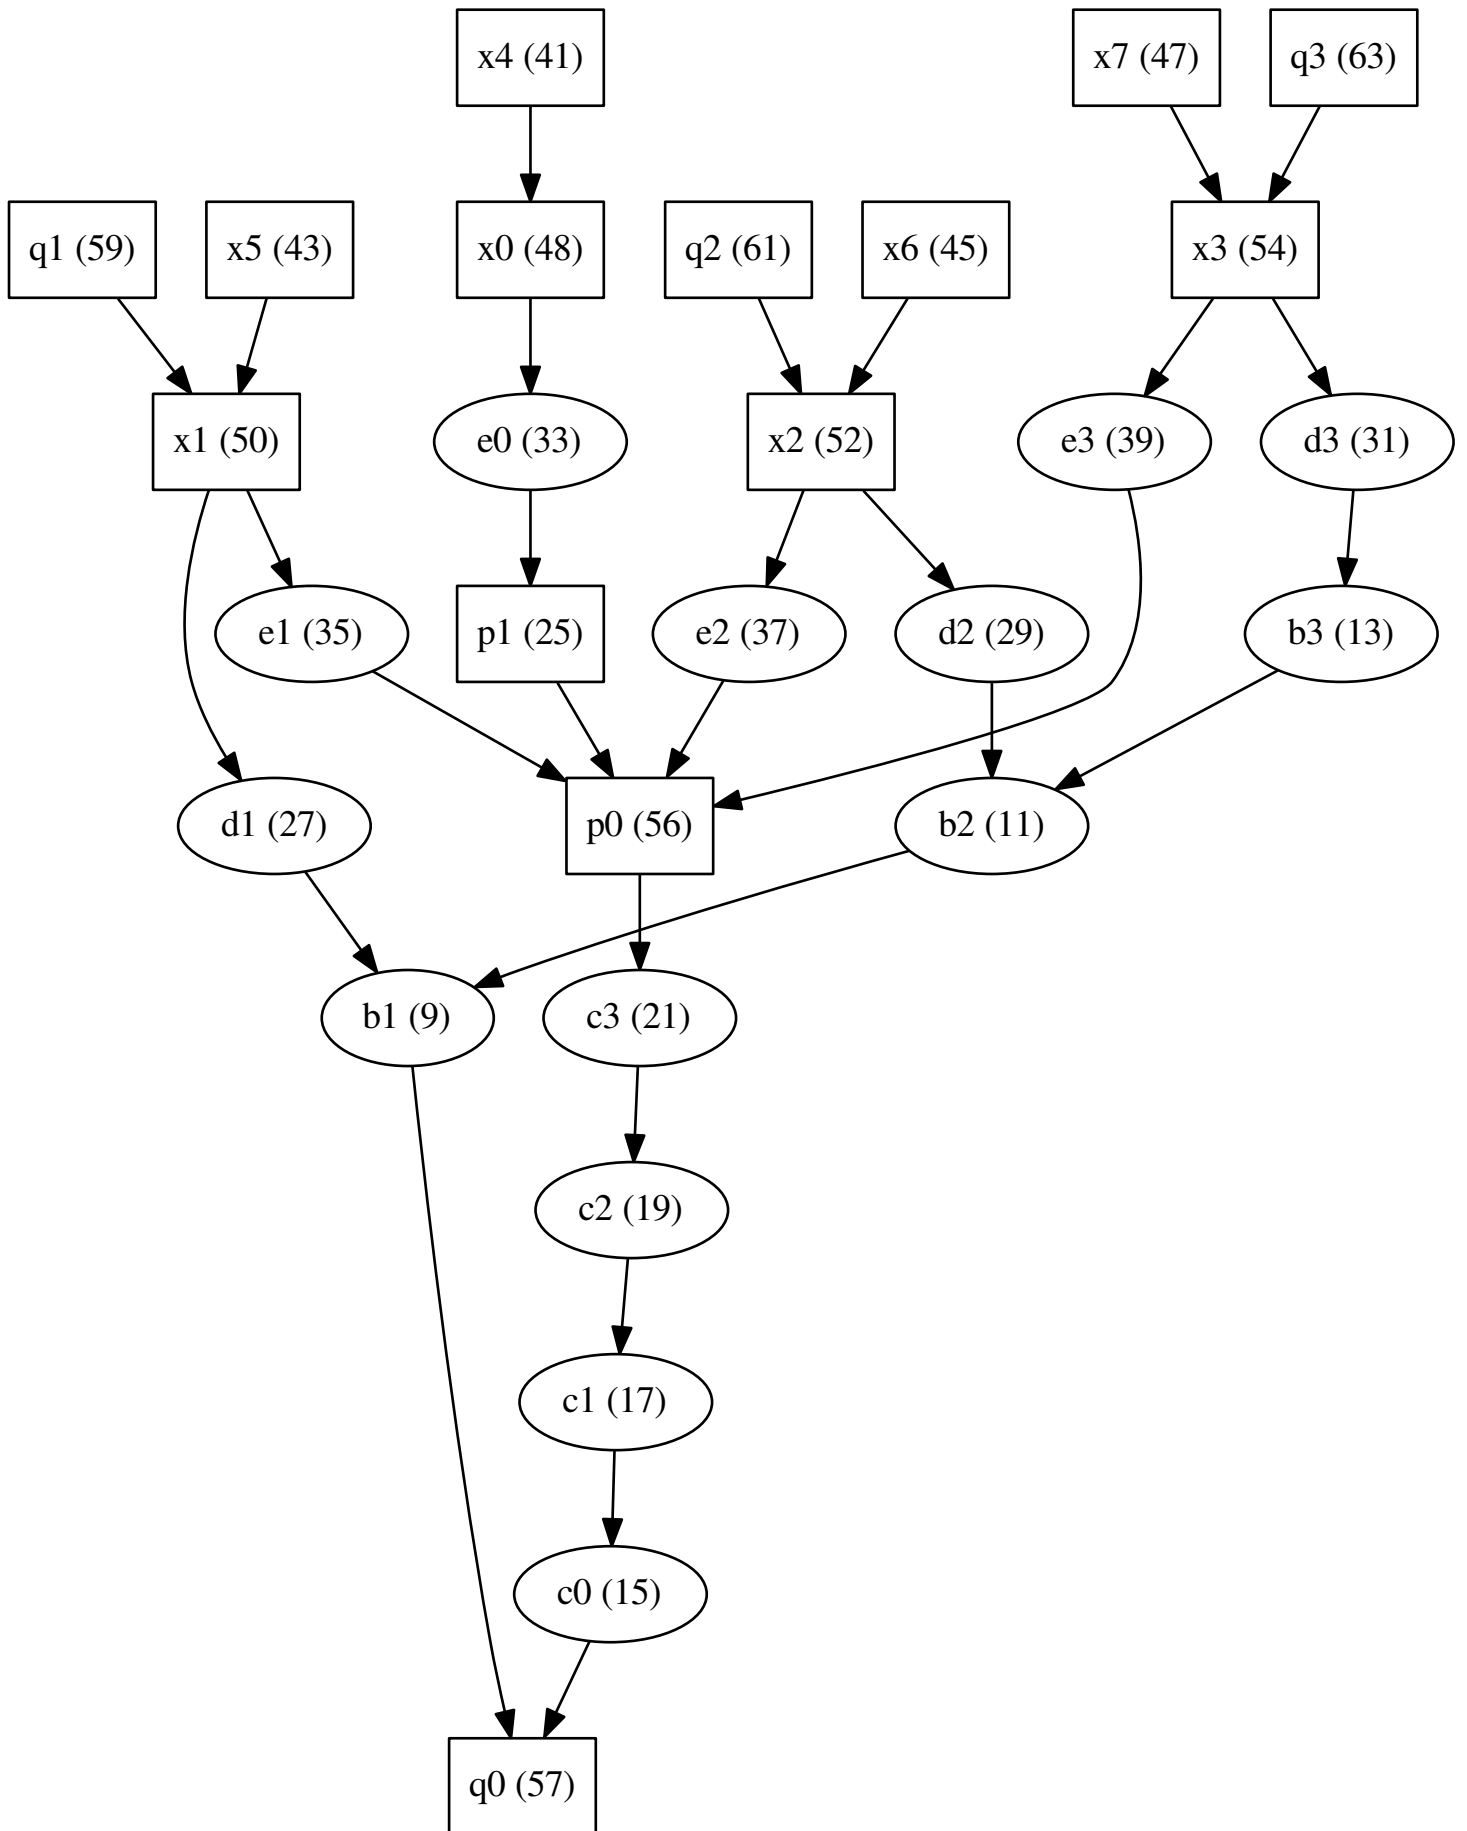 x4 (41)
x7 (47)
q3 (63)
q1 (59)
x5 (43)
x0 (48)
q2 (61)
x6 (45)
x3 (54)
x1 (50)
e0 (33)
x2 (52)
e3 (39)
d3 (31)
e1 (35)
p1 (25)
e2 (37)
d2 (29)
b3 (13)
d1 (27)
p0 (56)
b2 (11)
b1 (9)
c3 (21)
c2 (19)
c1 (17)
c0 (15)
q0 (57)